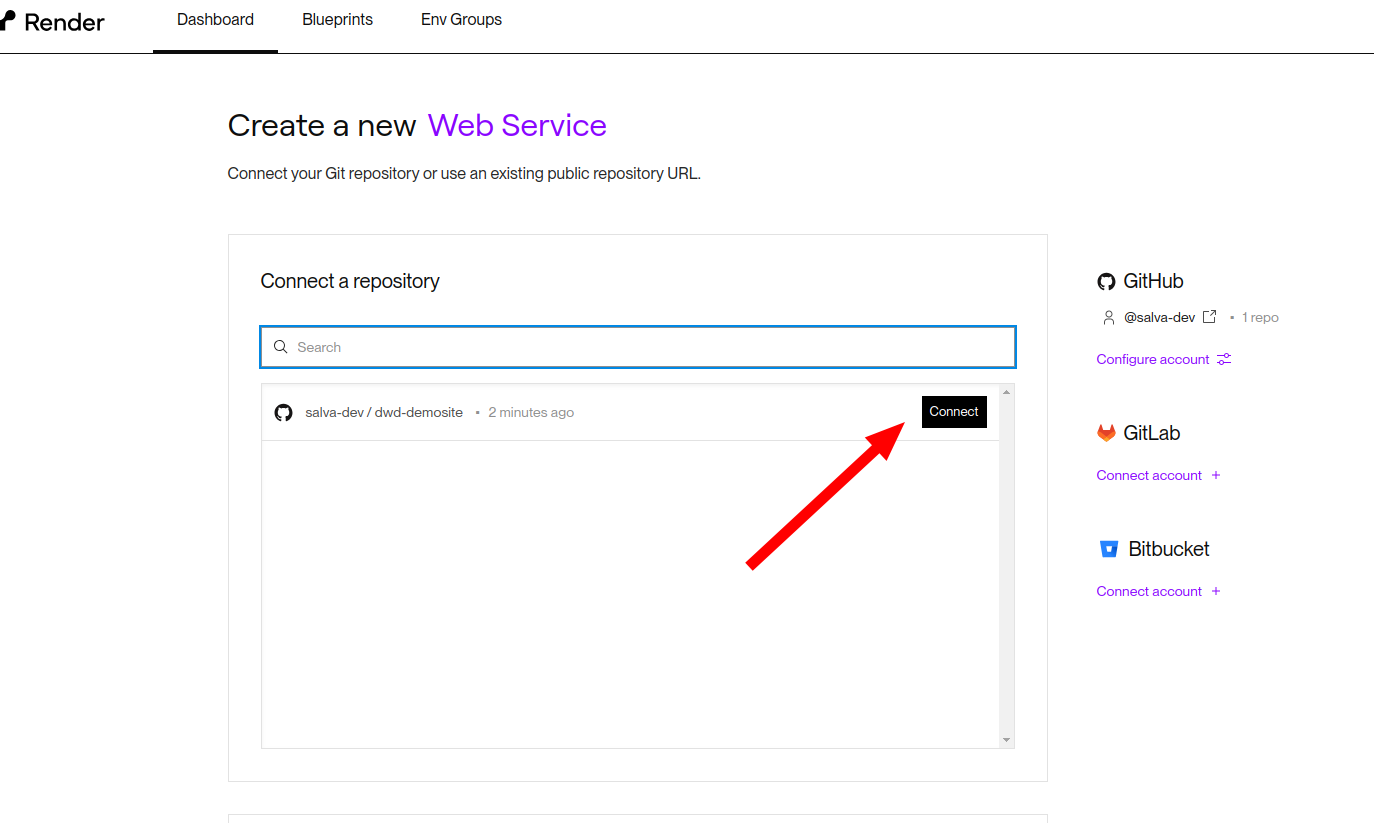 Render
Dashboard
Blueprints
Env Groups
Create a new Web Service
Connect your Git repository or use an existing public repository URL.
Connect a repository
Search
salva-dev / dwd-demosite • 2 minutes ago
Connect
GitHub
@salva-dev • 1 repo
Configure account
GitLab
Connect account +
Bitbucket
Connect account +